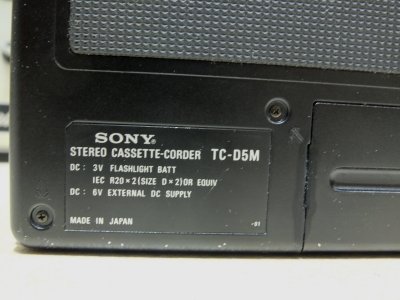 SONY
STEREO CASSETTE-CORDER TC-D5M
DC: 3V FLASHLIGHT BATT
IEC R20×2(SIZE D×2)OR EQUIV
DC: 6V EXTERNAL DC SUPPLY
MADE IN JAPAN -01